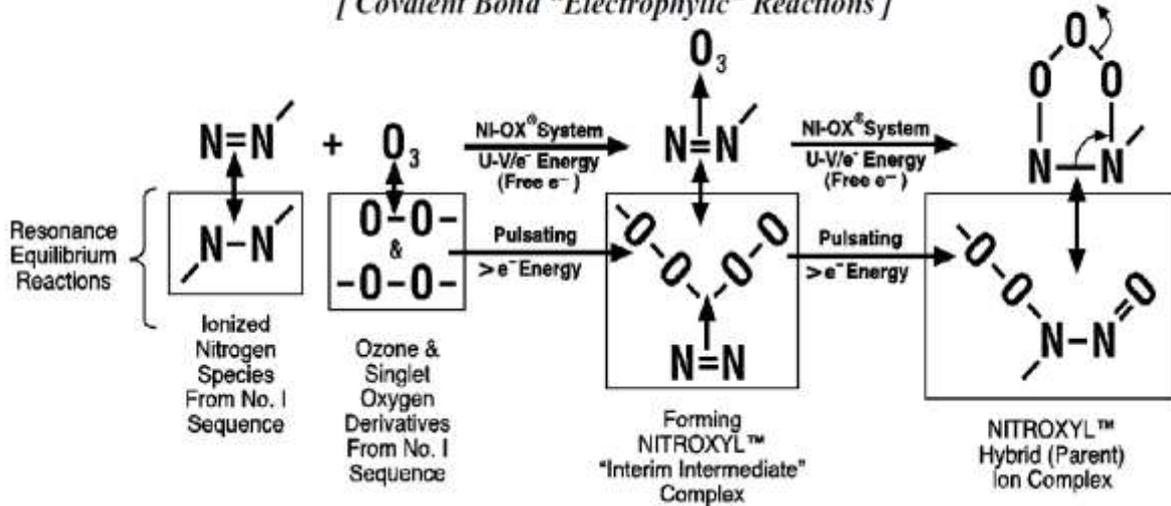 [ Covalent Bond "Electrophylic" Reactions ]
N=N
+
O3
NI-OX® System
U-V/e- Energy
(Free e-)
O3
N=N
NI-OX® System
U-V/e- Energy
(Free e-)
O
O O
N-N
Resonance
Equilibrium
Reactions
N-N
O-O-
&
-O-O-
Pulsating
>e- Energy
O O
O O
N=N
Pulsating
>e- Energy
O
O O
N-N
Ionized
Nitrogen
Species
From No. I
Sequence
Ozone &
Singlet
Oxygen
Derivatives
From No. I
Sequence
Forming
NITROXYL™
"Interim Intermediate"
Complex
NITROXYL™
Hybrid (Parent)
Ion Complex